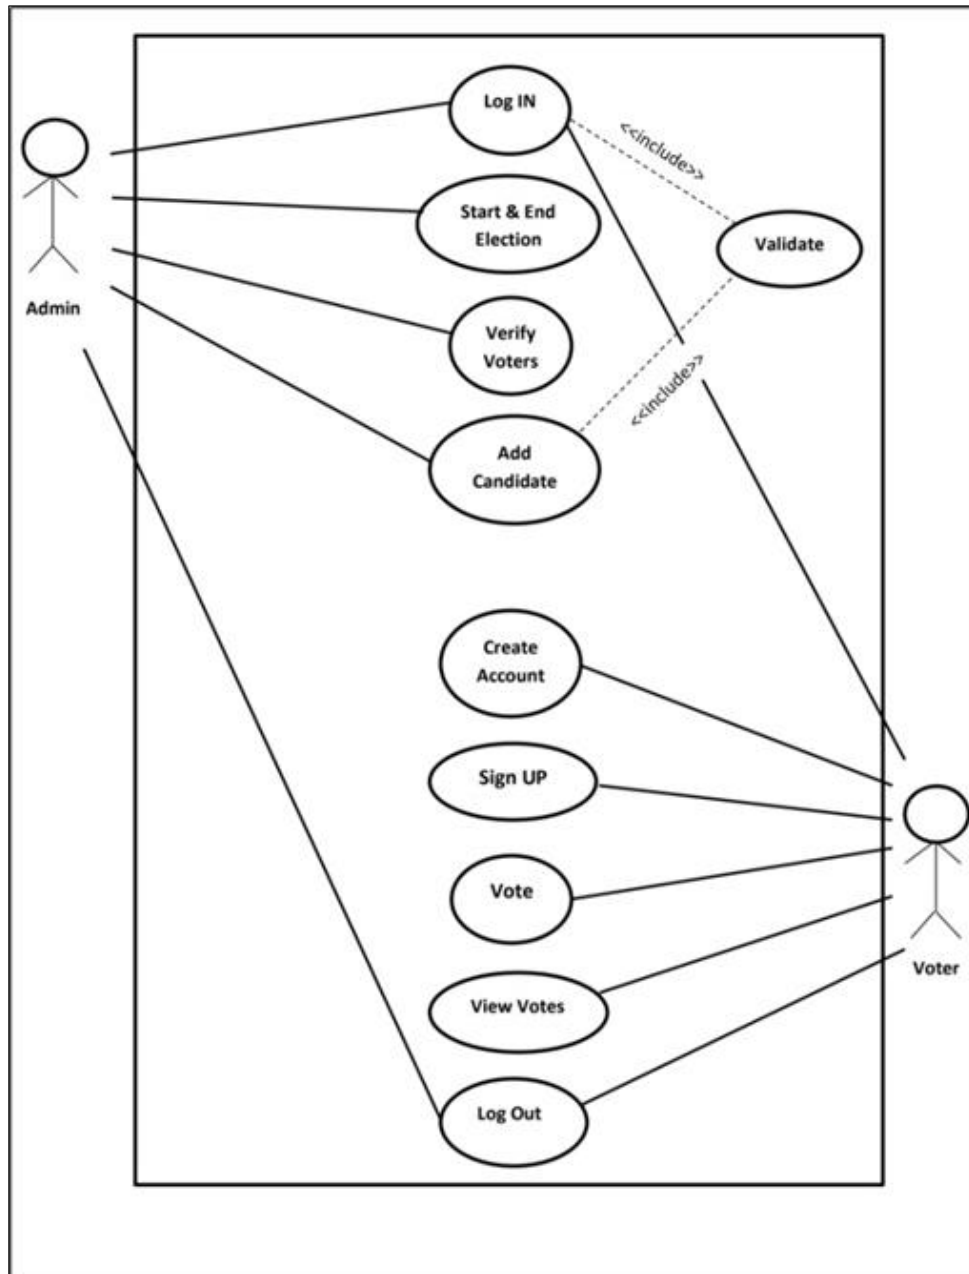 Log IN
<<include>>
Start & End
Election
Validate
Admin
Verify
Voters
<<include>>
Add
Candidate
Create
Account
Sign UP
Vote
Voter
View Votes
Log Out